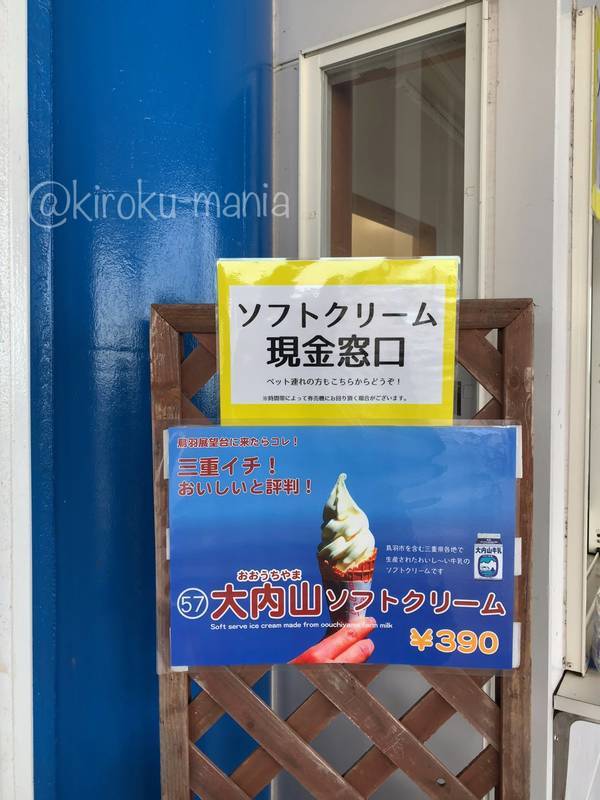 @kiroku-mania
ソフトクリーム
現金窓口
ペット連れの方もこちらからどうぞ！
※時間帯によって券売機にお回り頂く場合がございます。
鳥羽展望台に来たらコレ！
三重イチ！
おいしいと評判！
鳥羽市を含む三重県各地で
生産されたおいし～い牛乳の
ソフトクリームです
大内山牛乳
おおうちやま
57 大内山ソフトクリーム
Soft serve ice cream made from oouchiyama farm milk
¥390